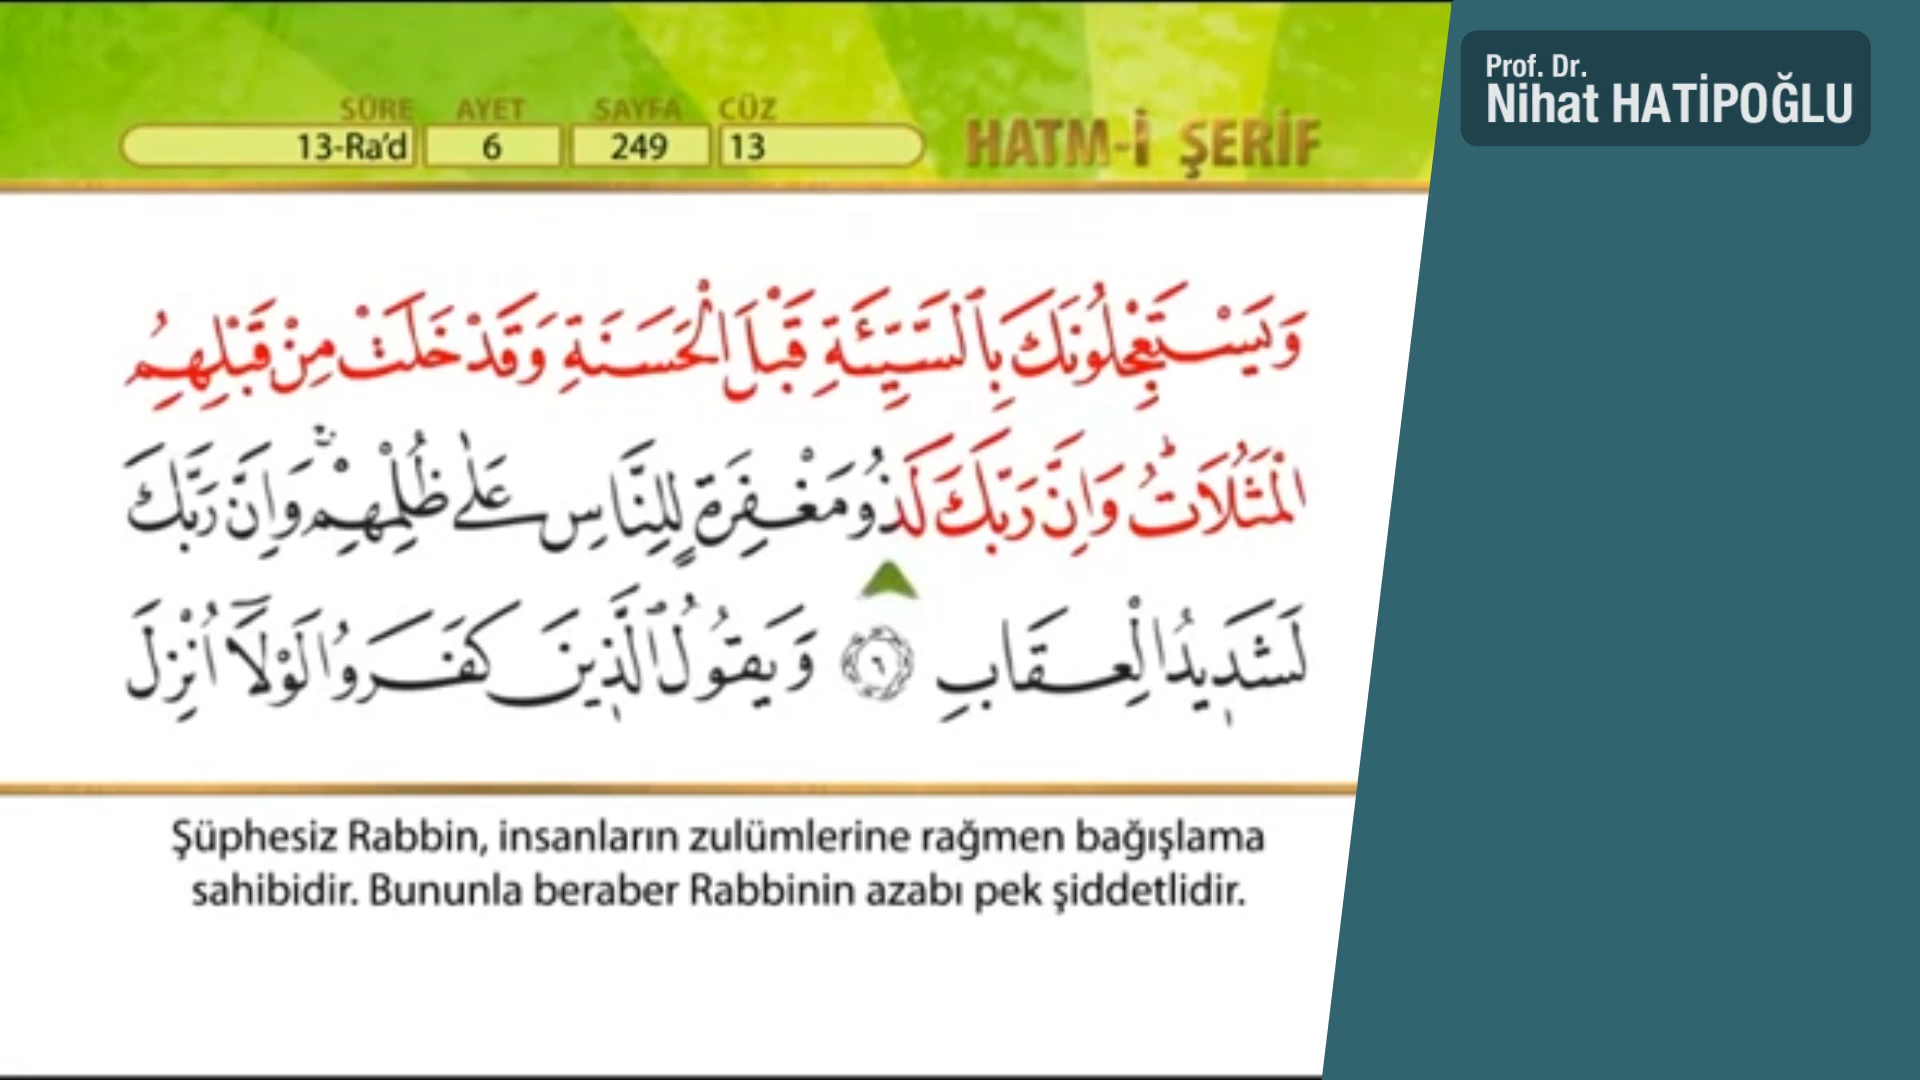 SÛRE AYET SAYFA CÜZ
13-Ra'd 6 249 13
HATM-İ ŞERİF
Prof. Dr.
Nihat HATİPOĞLU
وَيَسْتَعْجِلُونَكَ بِالسَّيِّئَةِ قَبْلَ الْحَسَنَةِ وَقَدْ خَلَتْ مِنْ قَبْلِهِمُ
الْمَثُلَاتُۜ وَاِنَّ رَبَّكَ لَذُو مَغْفِرَةٍ لِلنَّاسِ عَلٰى ظُلْمِهِمْۚ وَاِنَّ رَبَّكَ
لَشَدٖيدُ الْعِقَابِ ٦ وَيَقُولُ الَّذٖينَ كَفَرُوا لَوْلَٓا اُنْزِلَ
Şüphesiz Rabbin, insanların zulümlerine rağmen bağışlama
sahibidir. Bununla beraber Rabbinin azabı pek şiddetlidir.